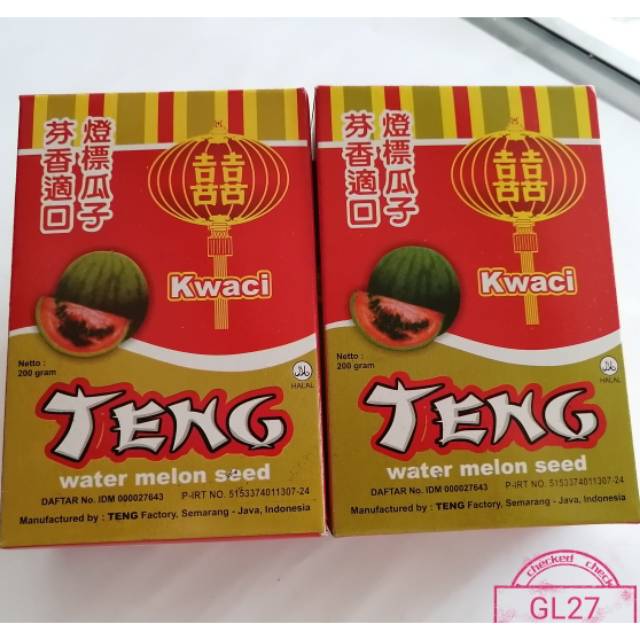 燈標瓜子
芬香適口
囍
Kwaci
Netto :
200 gram
HALAL
TENG
water melon seed
DAFTAR No. IDM 000027643 P-IRT NO. 5153374011307-24
Manufactured by : TENG Factory, Semarang - Java, Indonesia
燈標瓜子
芬香適口
囍
Kwaci
Netto :
200 gram
HALAL
TENG
water melon seed
DAFTAR No. IDM 000027643 P-IRT NO. 5153374011307-24
Manufactured by : TENG Factory, Semarang - Java, Indonesia
checked check
GL27